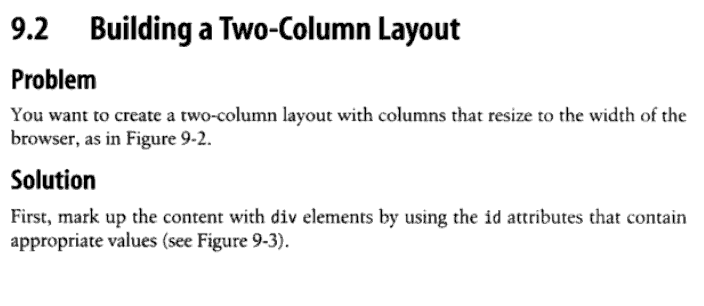 9.2 Building a Two-Column Layout
Problem
You want to create a two-column layout with columns that resize to the width of the
browser, as in Figure 9-2.
Solution
First, mark up the content with div elements by using the id attributes that contain
appropriate values (see Figure 9-3).